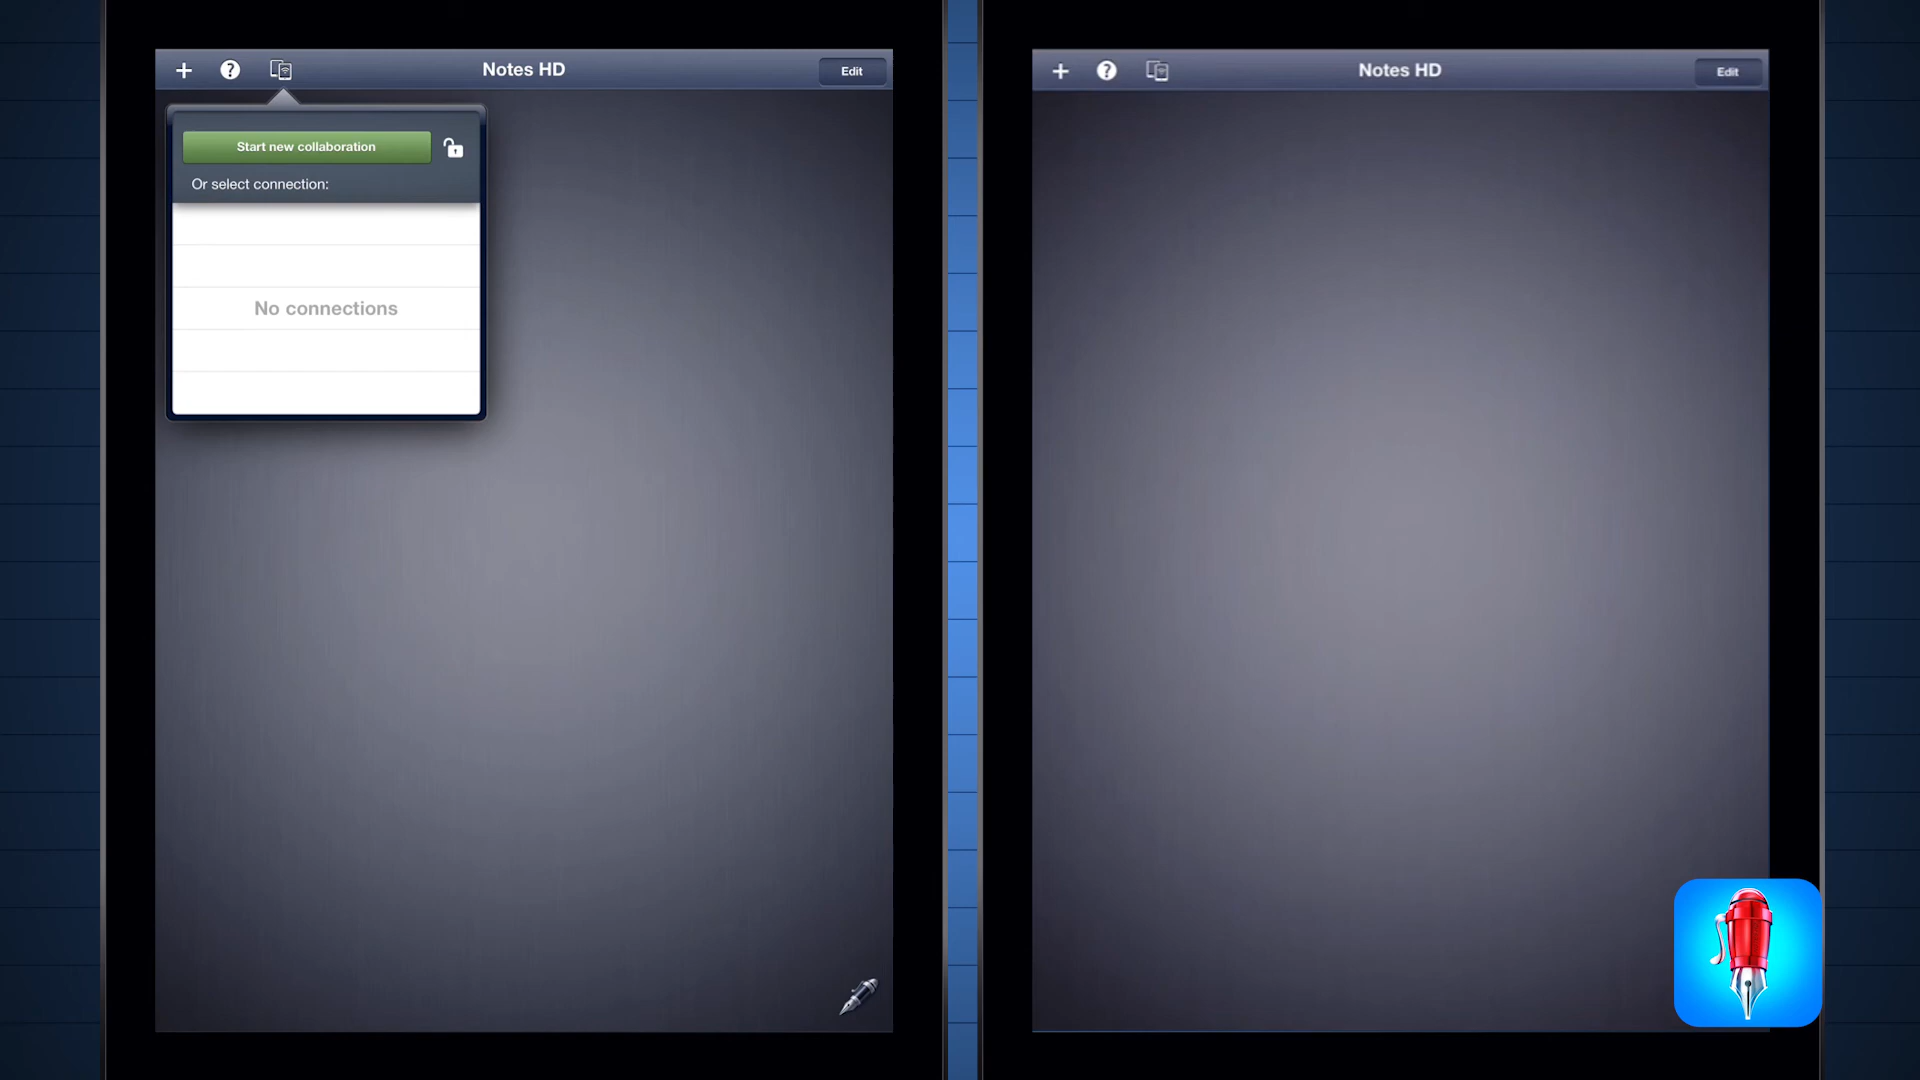 Notes HD
Edit
Start new collaboration
Or select connection:
No connections
Notes HD
Edit